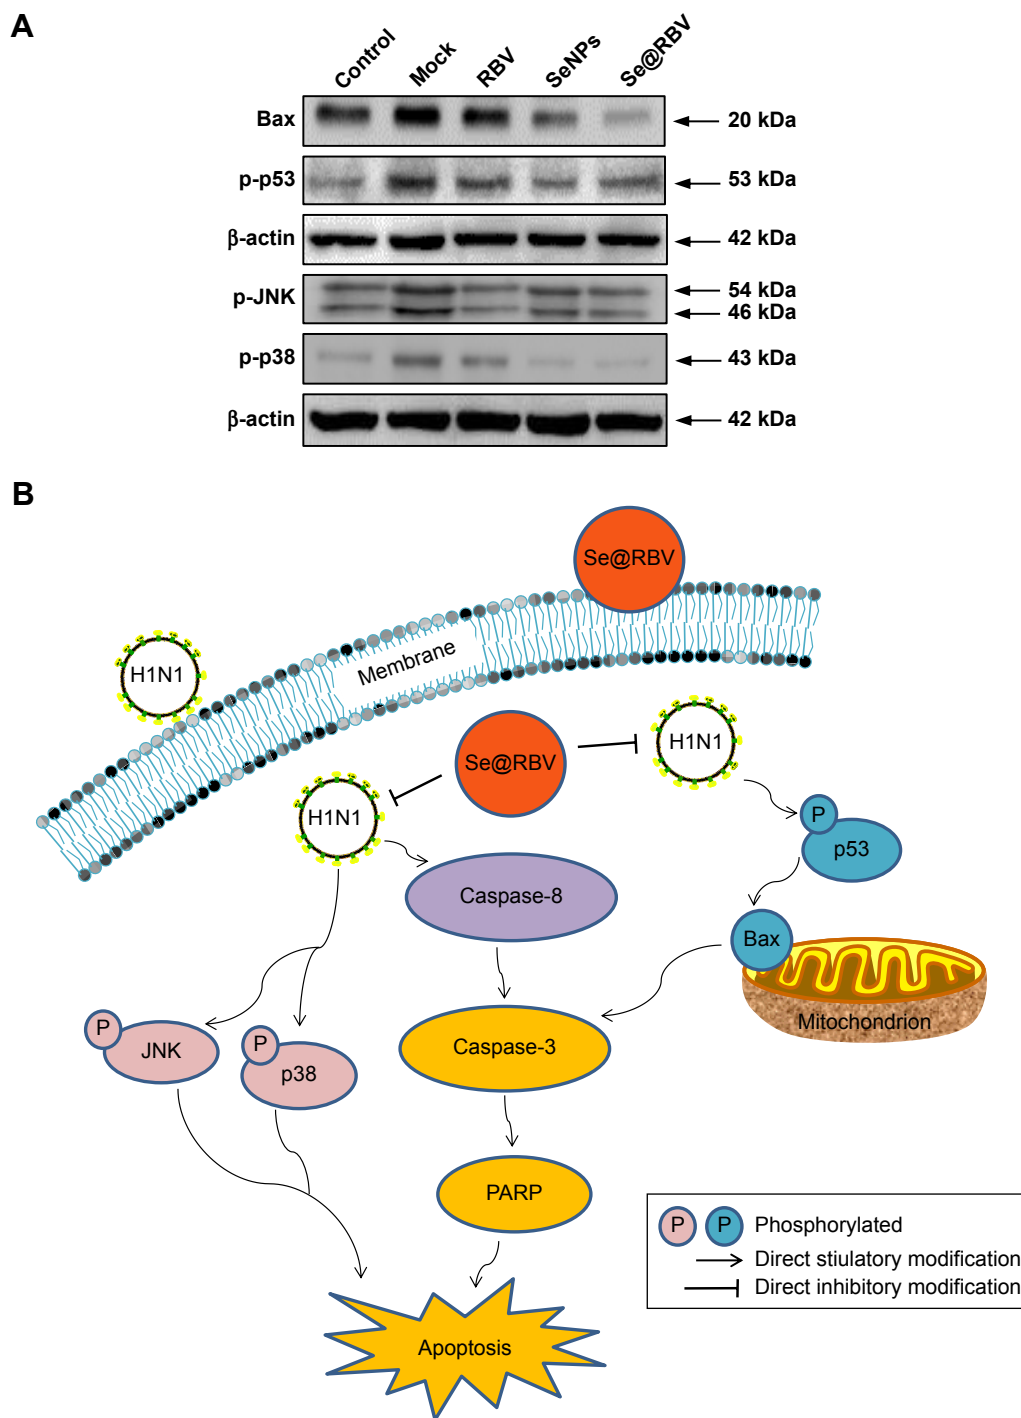 A
Control Mock RBV SeNPs Se@RBV
Bax 20 kDa
p-p53 53 kDa
β-actin 42 kDa
p-JNK 54 kDa
46 kDa
p-p38 43 kDa
β-actin 42 kDa
B
Se@RBV
H1N1
Membrane
Se@RBV
H1N1
H1N1
P
p53
Caspase-8
Bax
P
JNK
P
p38
Caspase-3
Mitochondrion
PARP
P P Phosphorylated
Direct stiulatory modification
Direct inhibitory modification
Apoptosis